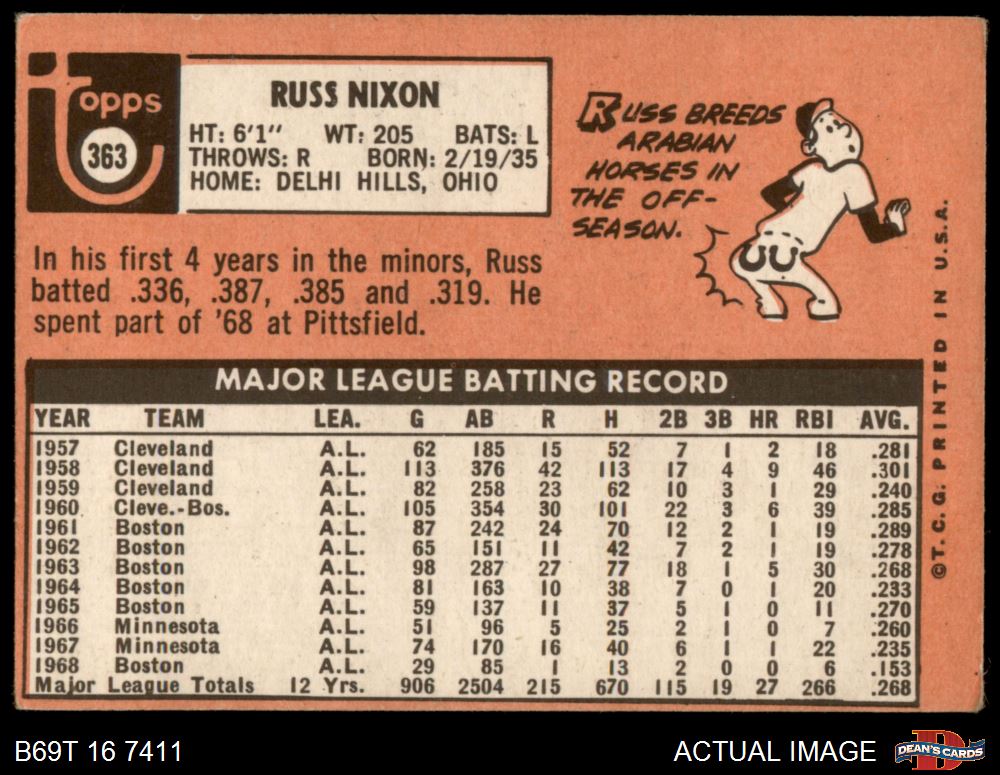 Topps
363
RUSS NIXON
HT: 6'1" WT: 205 BATS: L
THROWS: R BORN: 2/19/35
HOME: DELHI HILLS, OHIO
RUSS BREEDS
ARABIAN
HORSES IN
THE OFF-
SEASON.
In his first 4 years in the minors, Russ
batted .336, .387, .385 and .319. He
spent part of '68 at Pittsfield.
MAJOR LEAGUE BATTING RECORD
YEAR TEAM LEA. G AB R H 2B 3B HR RBI AVG.
1957 Cleveland A.L. 62 185 15 52 7 1 2 18 .281
1958 Cleveland A.L. 113 376 42 113 17 4 9 46 .301
1959 Cleveland A.L. 82 258 23 62 10 3 1 29 .240
1960 Cleve.-Bos. A.L. 105 354 30 101 22 3 6 39 .285
1961 Boston A.L. 87 242 24 70 12 2 1 19 .289
1962 Boston A.L. 65 151 11 42 7 2 1 19 .278
1963 Boston A.L. 98 287 27 77 18 1 5 30 .268
1964 Boston A.L. 81 163 10 38 7 0 1 20 .233
1965 Boston A.L. 59 137 11 37 5 1 0 11 .270
1966 Minnesota A.L. 51 96 5 25 2 1 0 7 .260
1967 Minnesota A.L. 74 170 16 40 6 1 1 22 .235
1968 Boston A.L. 29 85 1 13 2 0 0 6 .153
Major League Totals 12 Yrs. 906 2504 215 670 115 19 27 266 .268
©T.C.G. PRINTED IN U.S.A.
B69T 16 7411
ACTUAL IMAGE
DEAN'S CARDS